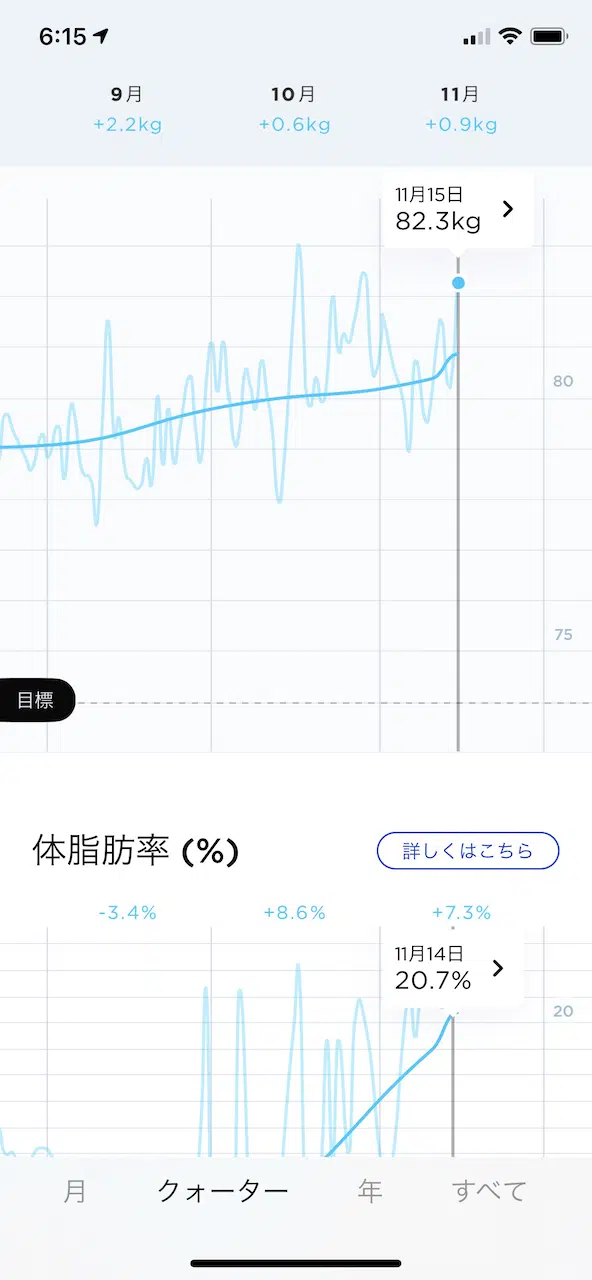 6:15
9月 10月 11月
+2.2kg +0.6kg +0.9kg
11月15日
82.3kg
80
75
目標
体脂肪率 (%) 詳しくはこちら
-3.4% +8.6% +7.3%
11月14日
20.7%
20
月 クォーター 年 すべて